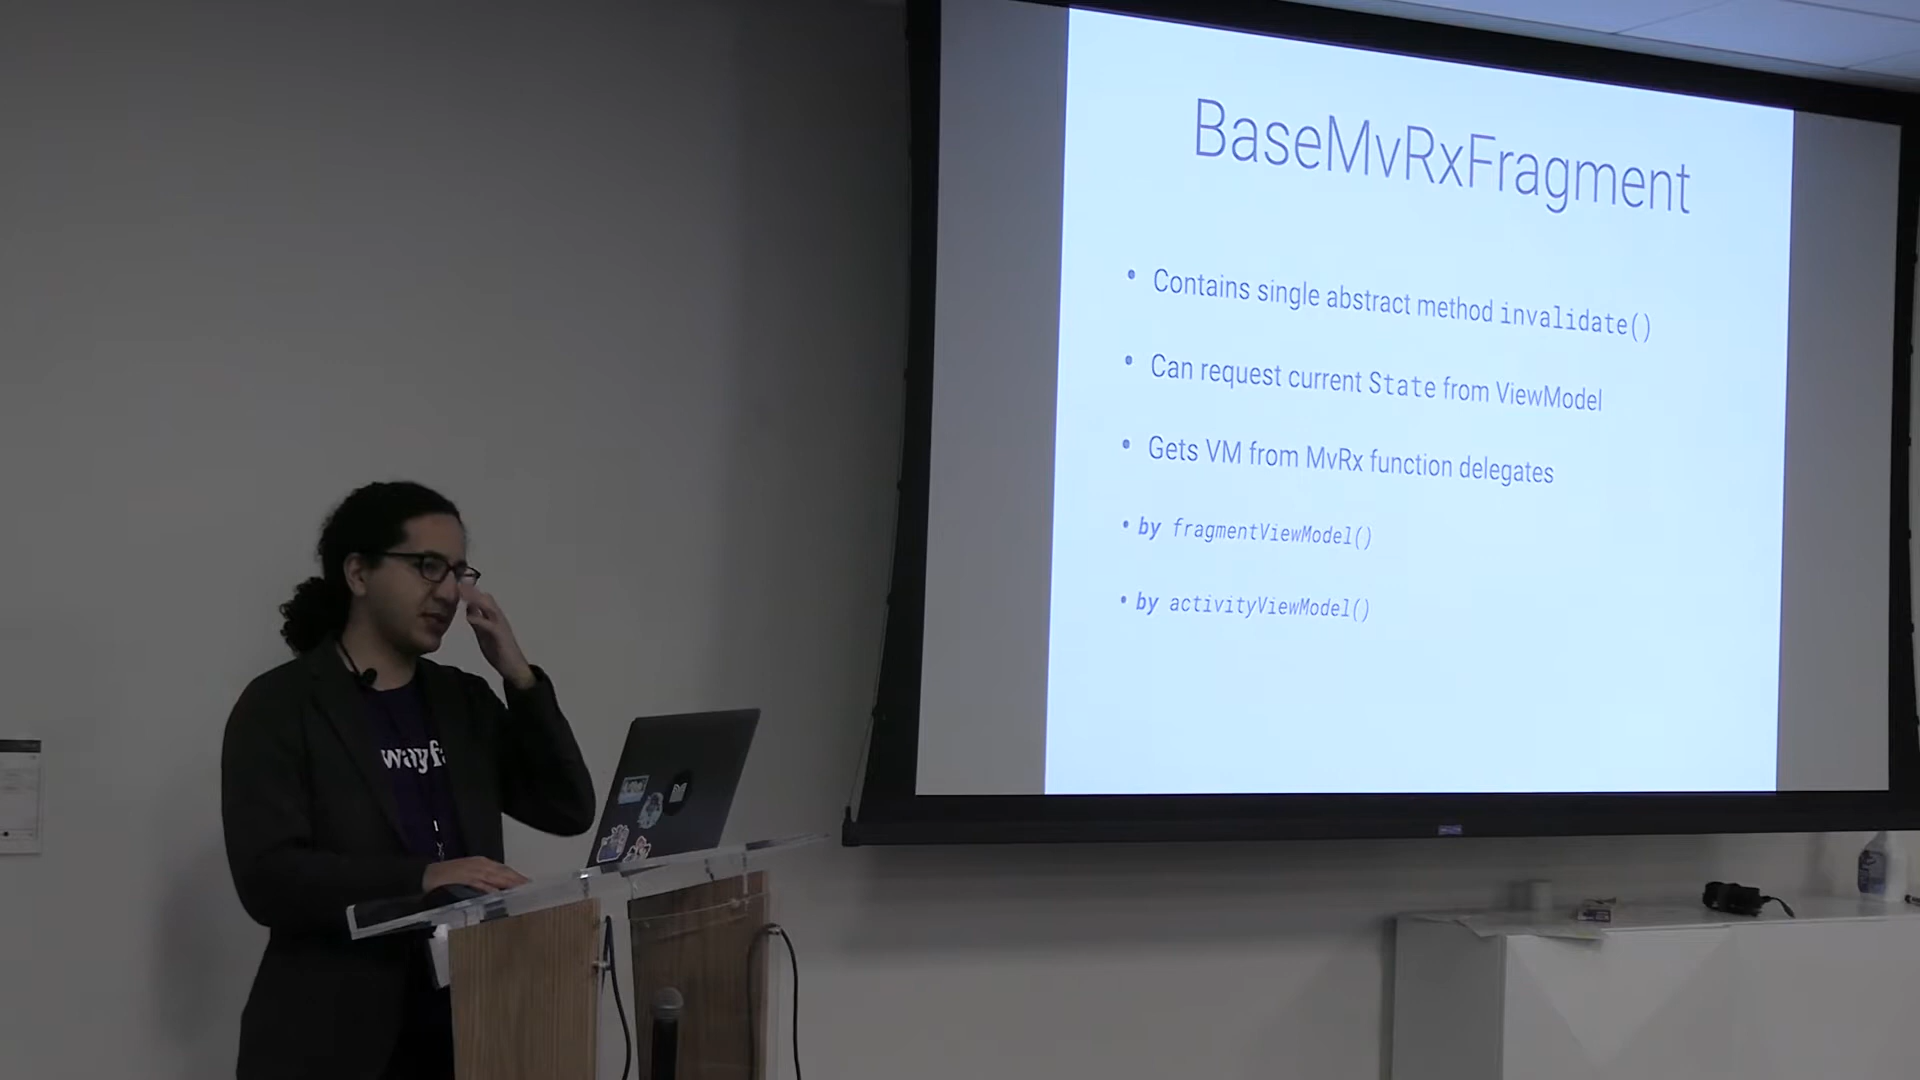 BaseMvRxFragment
• Contains single abstract method invalidate()
• Can request current State from ViewModel
• Gets VM from MvRx function delegates
• by fragmentViewModel()
• by activityViewModel()
wayf